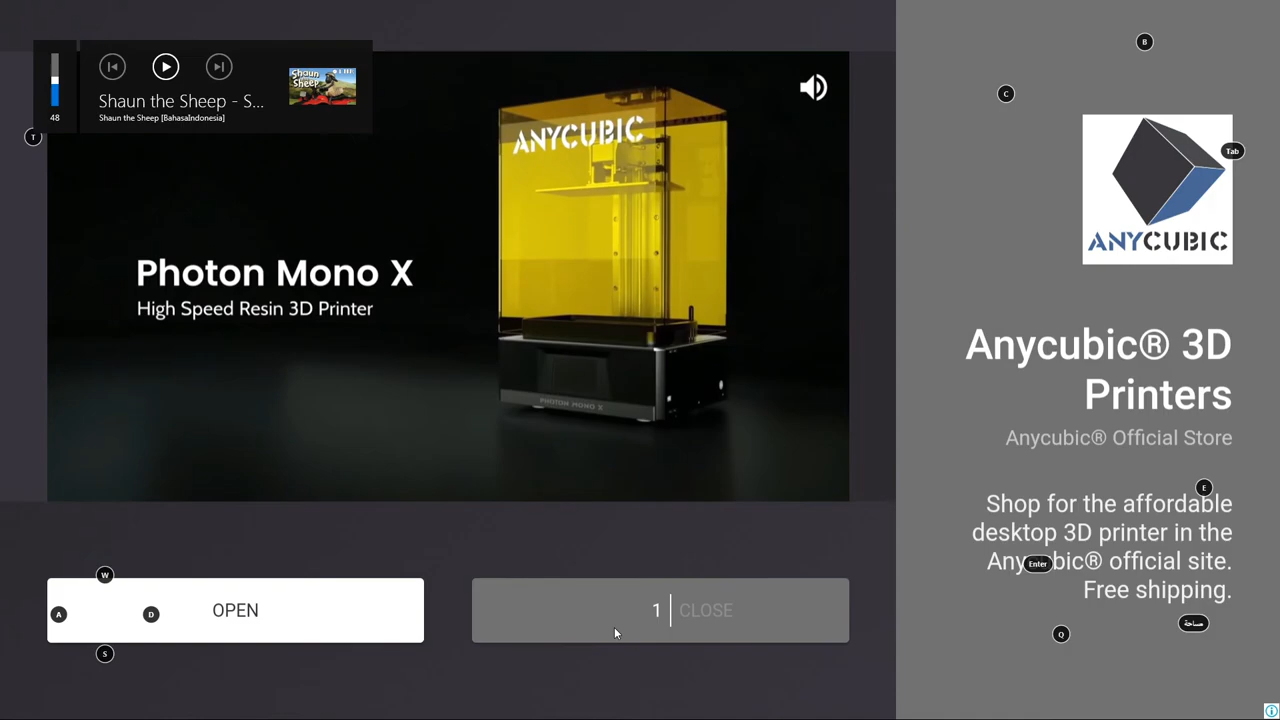 48
Shaun the Sheep - S...
Shaun the Sheep [BahasaIndonesia]
Shaun the Sheep
ANYCUBIC
Photon Mono X
High Speed Resin 3D Printer
PHOTON MONO X
OPEN
1 CLOSE
W
A
D
S
T
B
C
Tab
ANYCUBIC
Anycubic® 3D
Printers
Anycubic® Official Store
E
Shop for the affordable
desktop 3D printer in the
Anycubic® official site.
Free shipping.
Enter
Q
مساحة